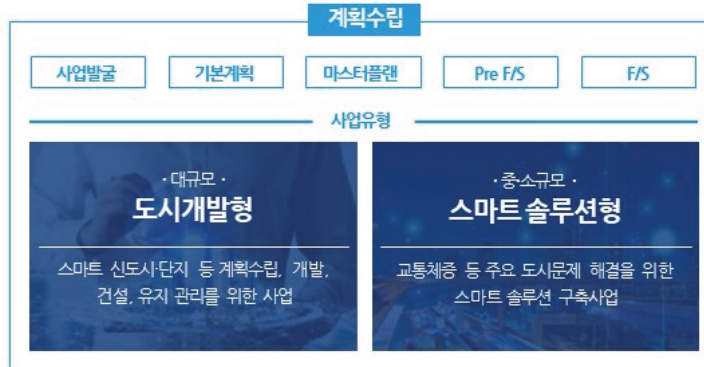 계획수립
사업발굴
기본계획
마스터플랜
Pre F/S
F/S
사업유형
· 대규모 ·
도시개발형
스마트 신도시·단지 등 계획수립, 개발,
건설, 유지 관리를 위한 사업
· 중·소규모 ·
스마트 솔루션형
교통체증 등 주요 도시문제 해결을 위한
스마트 솔루션 구축사업